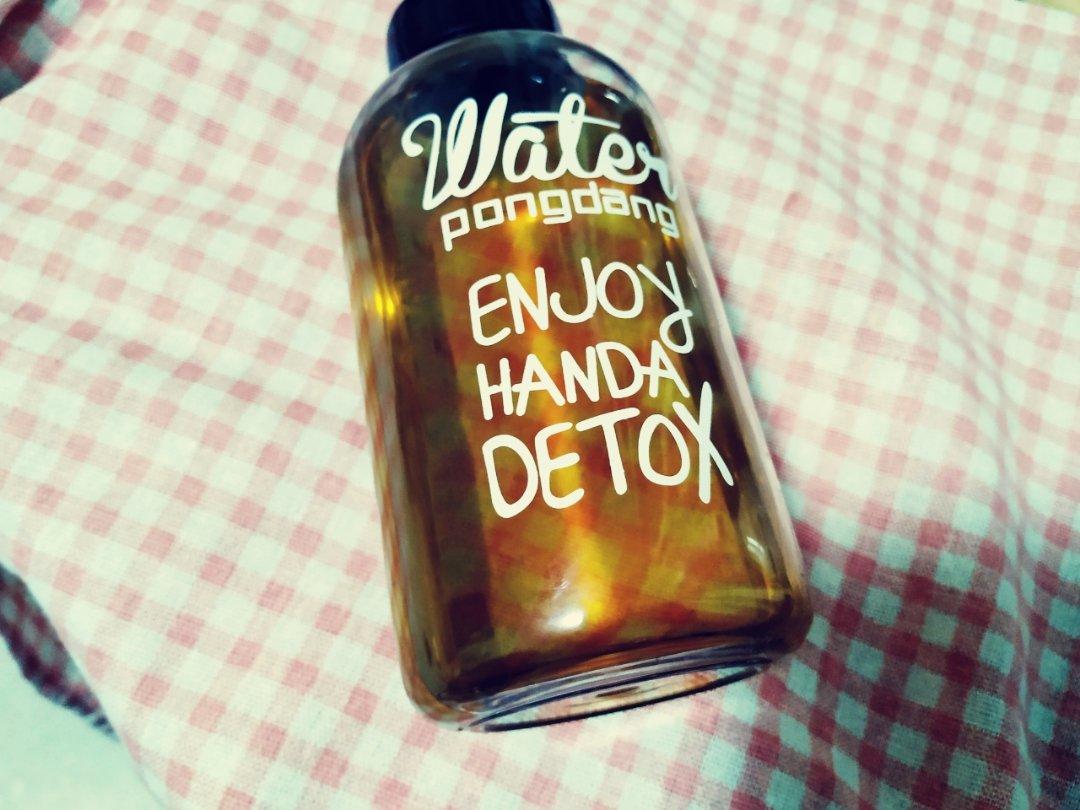 Water
pongdang
ENJOY
HANDA
DETOX